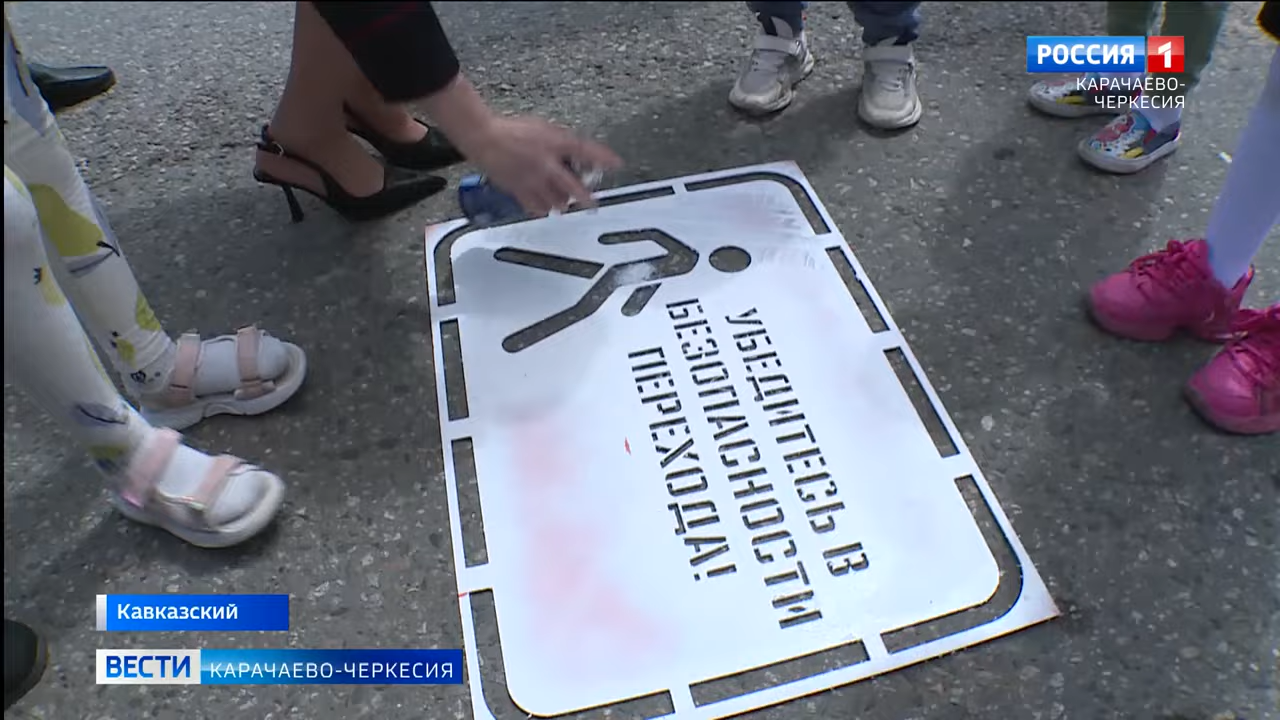 РОССИЯ 1
КАРАЧАЕВО-
ЧЕРКЕСИЯ
УБЕДИТЕСЬ В
БЕЗОПАСНОСТИ
ПЕРЕХОДА!
Кавказский
ВЕСТИ КАРАЧАЕВО-ЧЕРКЕСИЯ